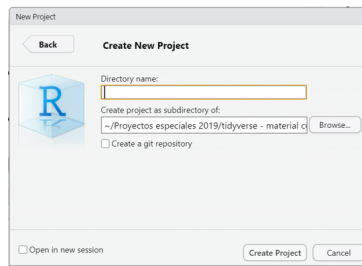 New Project
Back
Create New Project
R
Directory name:
Create project as subdirectory of:
~/Proyectos especiales 2019/tidyverse - material
Browse...
Create a git repository
Open in new session
Create Project
Cancel